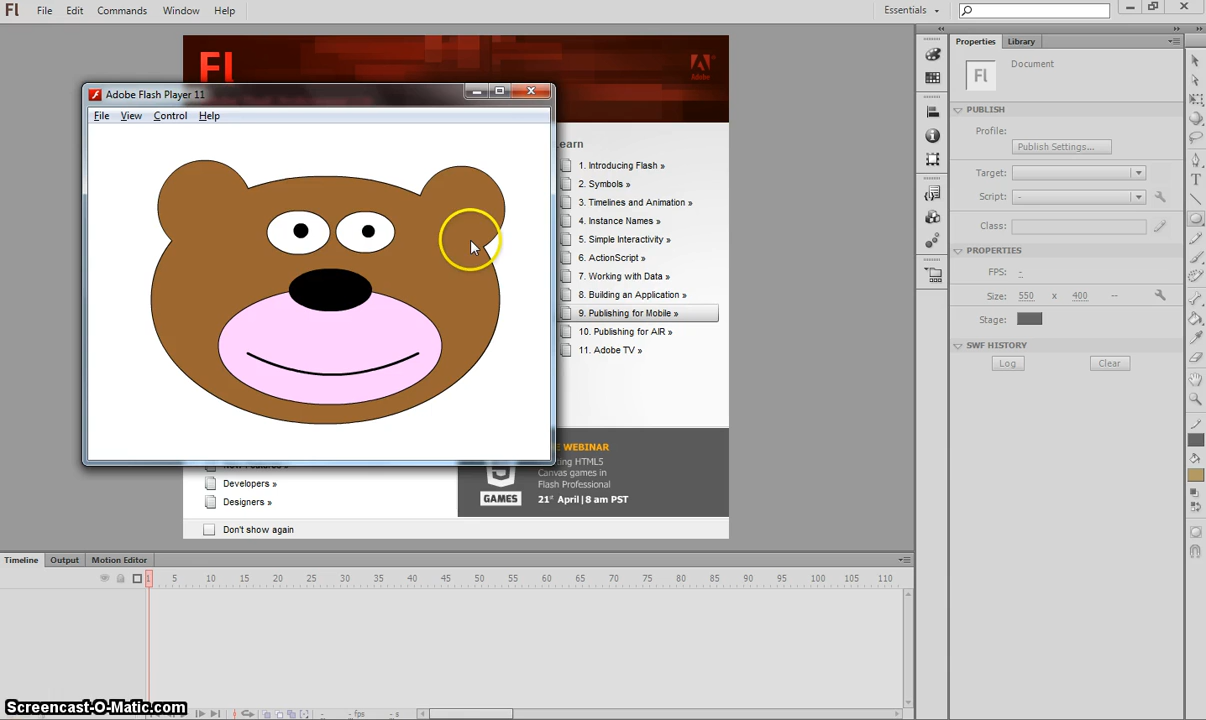 Fl File Edit Commands Window Help Essentials
Properties Library
Fl Document
PUBLISH
Profile:
Publish Settings...
Target:
Script: -
Class:
PROPERTIES
FPS: -
Size: 550 x 400 --
Stage:
SWF HISTORY
Log Clear
Fl
Adobe Flash Player 11
File View Control Help
Learn
1. Introducing Flash »
2. Symbols »
3. Timelines and Animation »
4. Instance Names »
5. Simple Interactivity »
6. ActionScript »
7. Working with Data »
8. Building an Application »
9. Publishing for Mobile »
10. Publishing for AIR »
11. Adobe TV »
Developers »
Designers »
Don't show again
WEBINAR
HTML5
Canvas games in
Flash Professional
21st April | 8 am PST
GAMES
Timeline Output Motion Editor
1 5 10 15 20 25 30 35 40 45 50 55 60 65 70 75 80 85 90 95 100 105 110
- fps - s
Screencast-O-Matic.com